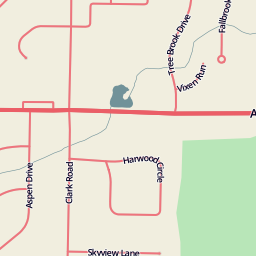 Tree Brook Drive
Fallbrook
Vixen Run
A
Harwood
Circle
Aspen Drive
Clark Road
Skyview Lane